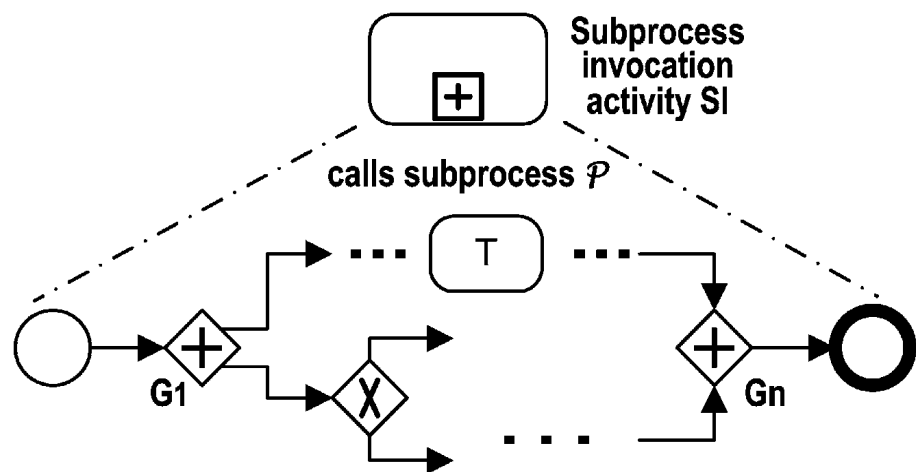 Subprocess
invocation
activity SI
calls subprocess 𝒫
T
G1
X
Gn